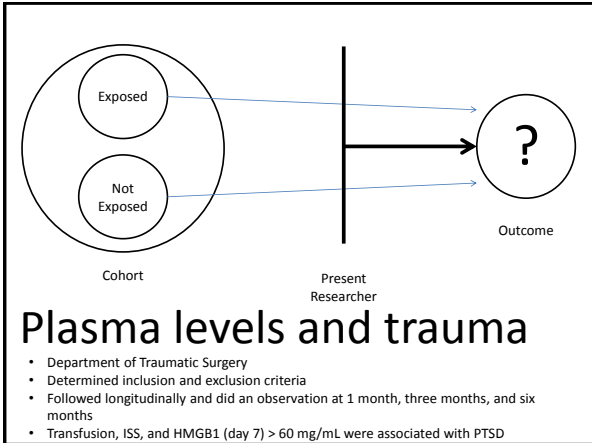 Exposed
Not
Exposed
?
Outcome
Cohort
Present
Researcher
Plasma levels and trauma
• Department of Traumatic Surgery
• Determined inclusion and exclusion criteria
• Followed longitudinally and did an observation at 1 month, three months, and six
months
• Transfusion, ISS, and HMGB1 (day 7) > 60 mg/mL were associated with PTSD